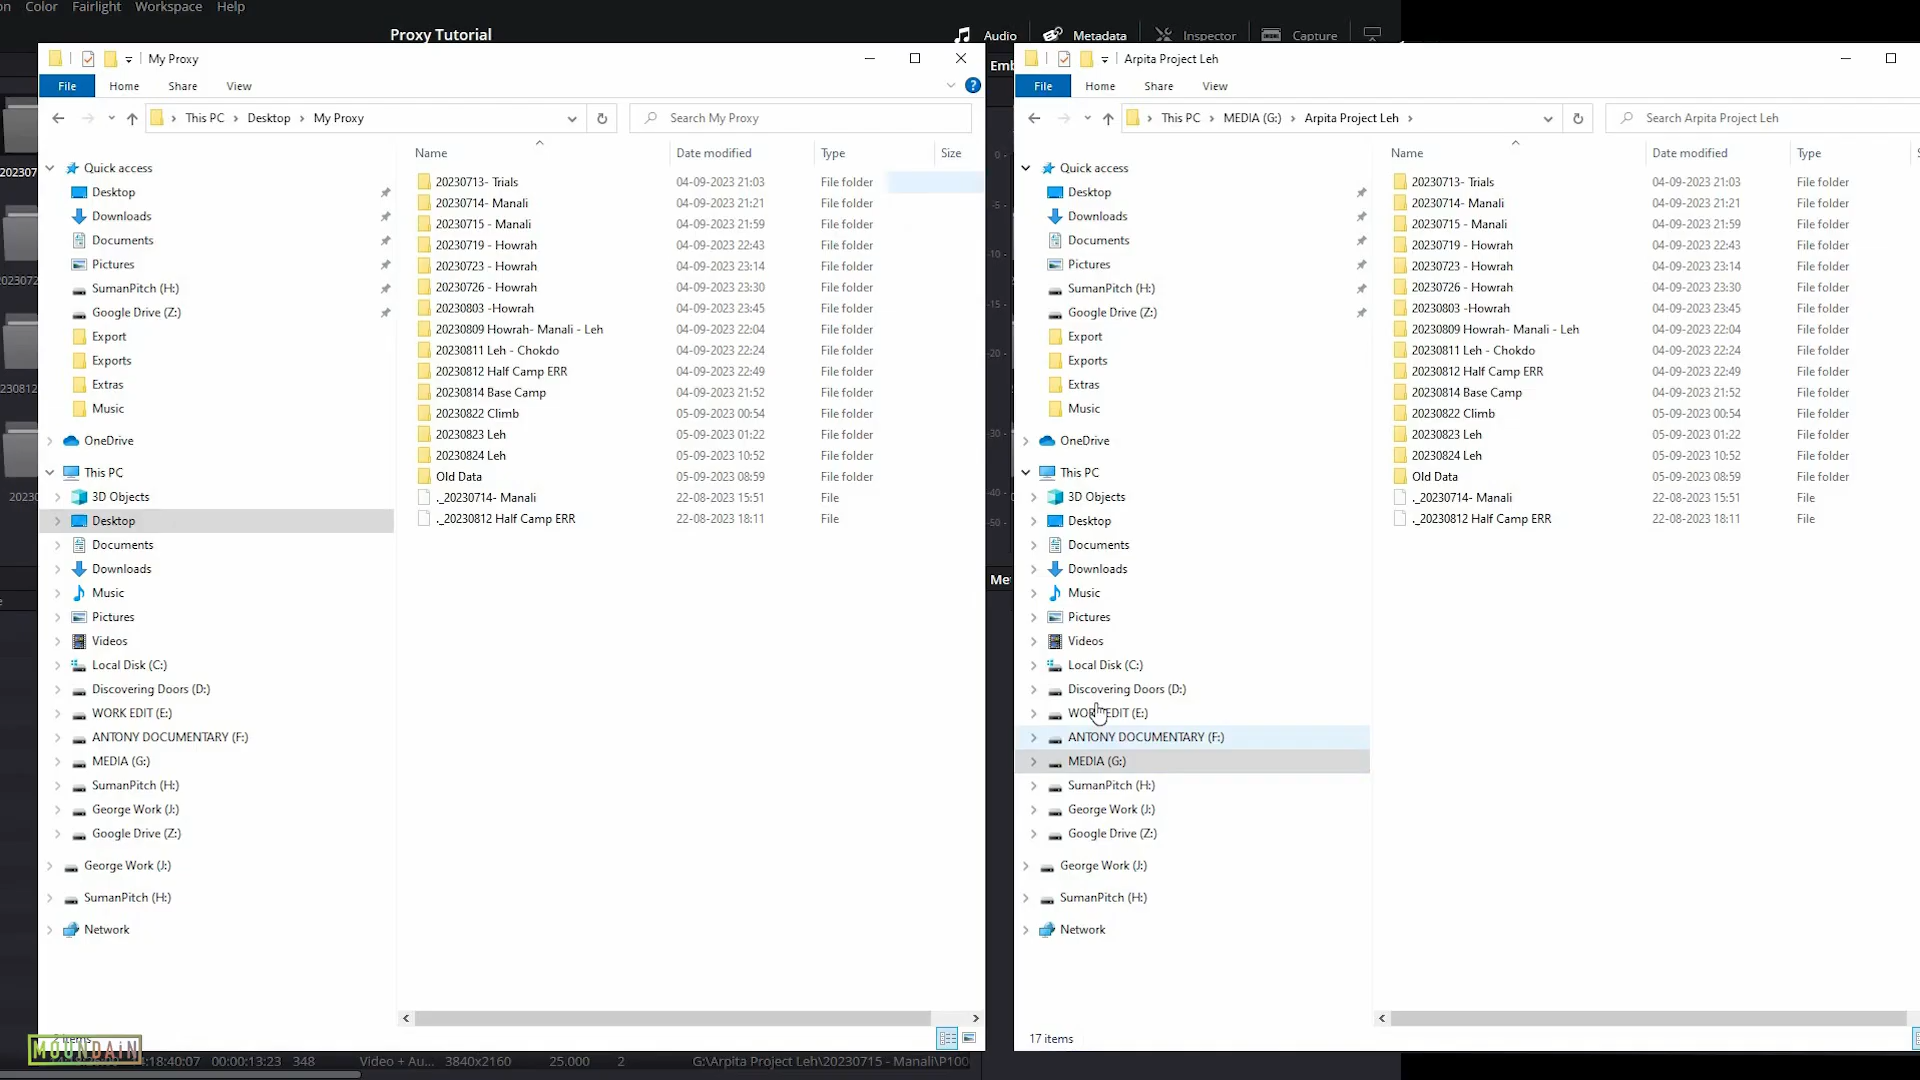 Color Fairlight Workspace Help
Proxy Tutorial
Audio Metadata Inspector Capture
My Proxy
File Home Share View
This PC > Desktop > My Proxy
Search My Proxy
Name Date modified Type Size
Quick access
Desktop
Downloads
Documents
Pictures
SumanPitch (H:)
Google Drive (Z:)
Export
Exports
Extras
Music
OneDrive
This PC
3D Objects
Desktop
Documents
Downloads
Music
Pictures
Videos
Local Disk (C:)
Discovering Doors (D:)
WORK EDIT (E:)
ANTONY DOCUMENTARY (F:)
MEDIA (G:)
SumanPitch (H:)
George Work (J:)
Google Drive (Z:)
George Work (J:)
SumanPitch (H:)
Network
20230713- Trials 04-09-2023 21:03 File folder
20230714- Manali 04-09-2023 21:21 File folder
20230715 - Manali 04-09-2023 21:59 File folder
20230719 - Howrah 04-09-2023 22:43 File folder
20230723 - Howrah 04-09-2023 23:14 File folder
20230726 - Howrah 04-09-2023 23:30 File folder
20230803 -Howrah 04-09-2023 23:45 File folder
20230809 Howrah- Manali - Leh 04-09-2023 22:04 File folder
20230811 Leh - Chokdo 04-09-2023 22:24 File folder
20230812 Half Camp ERR 04-09-2023 22:49 File folder
20230814 Base Camp 04-09-2023 21:52 File folder
20230822 Climb 05-09-2023 00:54 File folder
20230823 Leh 05-09-2023 01:22 File folder
20230824 Leh 05-09-2023 10:52 File folder
Old Data 05-09-2023 08:59 File folder
._20230714- Manali 22-08-2023 15:51 File
._20230812 Half Camp ERR 22-08-2023 18:11 File
Arpita Project Leh
File Home Share View
This PC > MEDIA (G:) > Arpita Project Leh >
Search Arpita Project Leh
Name Date modified Type
Quick access
Desktop
Downloads
Documents
Pictures
SumanPitch (H:)
Google Drive (Z:)
Export
Exports
Extras
Music
OneDrive
This PC
3D Objects
Desktop
Documents
Downloads
Music
Pictures
Videos
Local Disk (C:)
Discovering Doors (D:)
WORK EDIT (E:)
ANTONY DOCUMENTARY (F:)
MEDIA (G:)
SumanPitch (H:)
George Work (J:)
Google Drive (Z:)
George Work (J:)
SumanPitch (H:)
Network
20230713- Trials 04-09-2023 21:03 File folder
20230714- Manali 04-09-2023 21:21 File folder
20230715 - Manali 04-09-2023 21:59 File folder
20230719 - Howrah 04-09-2023 22:43 File folder
20230723 - Howrah 04-09-2023 23:14 File folder
20230726 - Howrah 04-09-2023 23:30 File folder
20230803 -Howrah 04-09-2023 23:45 File folder
20230809 Howrah- Manali - Leh 04-09-2023 22:04 File folder
20230811 Leh - Chokdo 04-09-2023 22:24 File folder
20230812 Half Camp ERR 04-09-2023 22:49 File folder
20230814 Base Camp 04-09-2023 21:52 File folder
20230822 Climb 05-09-2023 00:54 File folder
20230823 Leh 05-09-2023 01:22 File folder
20230824 Leh 05-09-2023 10:52 File folder
Old Data 05-09-2023 08:59 File folder
._20230714- Manali 22-08-2023 15:51 File
._20230812 Half Camp ERR 22-08-2023 18:11 File
17 items
MOUNDAIN
:18:40:07 00:00:13:23 348 Video + Au... 3840x2160 25.000 2 G:\Arpita Project Leh\20230715 - Manali\P100